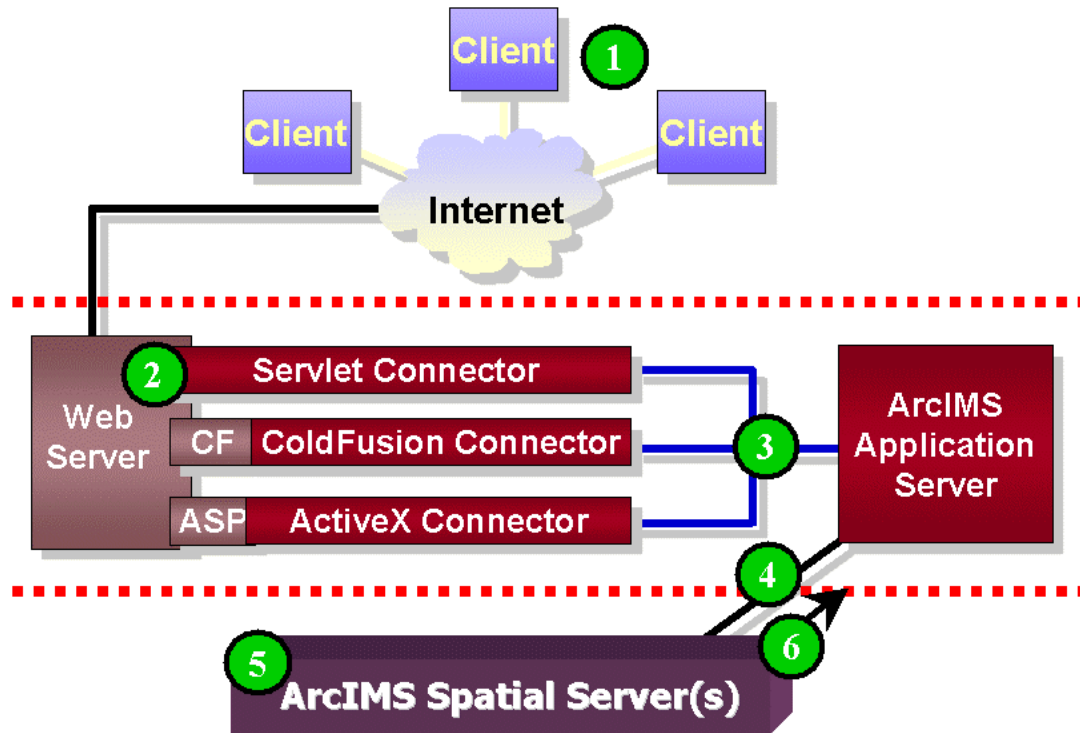 Client
1
Client
Client
Internet
2
Servlet Connector
Web
Server
CF
ColdFusion Connector
3
ArcIMS
Application
Server
ASP
ActiveX Connector
4
5
6
ArcIMS Spatial Server(s)